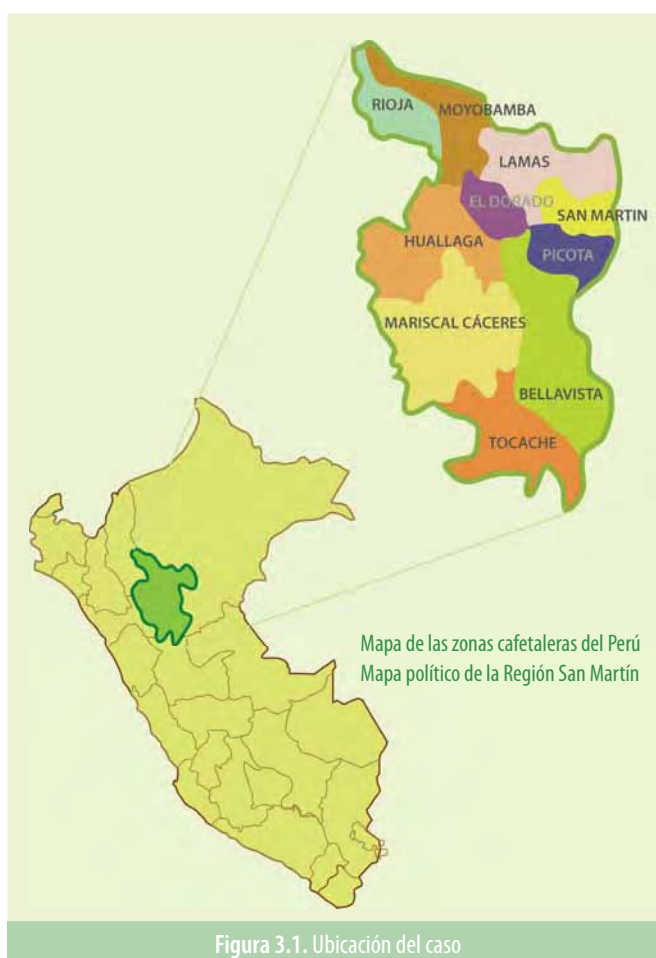 RIOJA
MOYOBAMBA
LAMAS
EL DORADO
SAN MARTIN
HUALLAGA
PICOTA
MARISCAL CÁCERES
BELLAVISTA
TOCACHE
Mapa de las zonas cafetaleras del Perú
Mapa político de la Región San Martín
Figura 3.1. Ubicación del caso